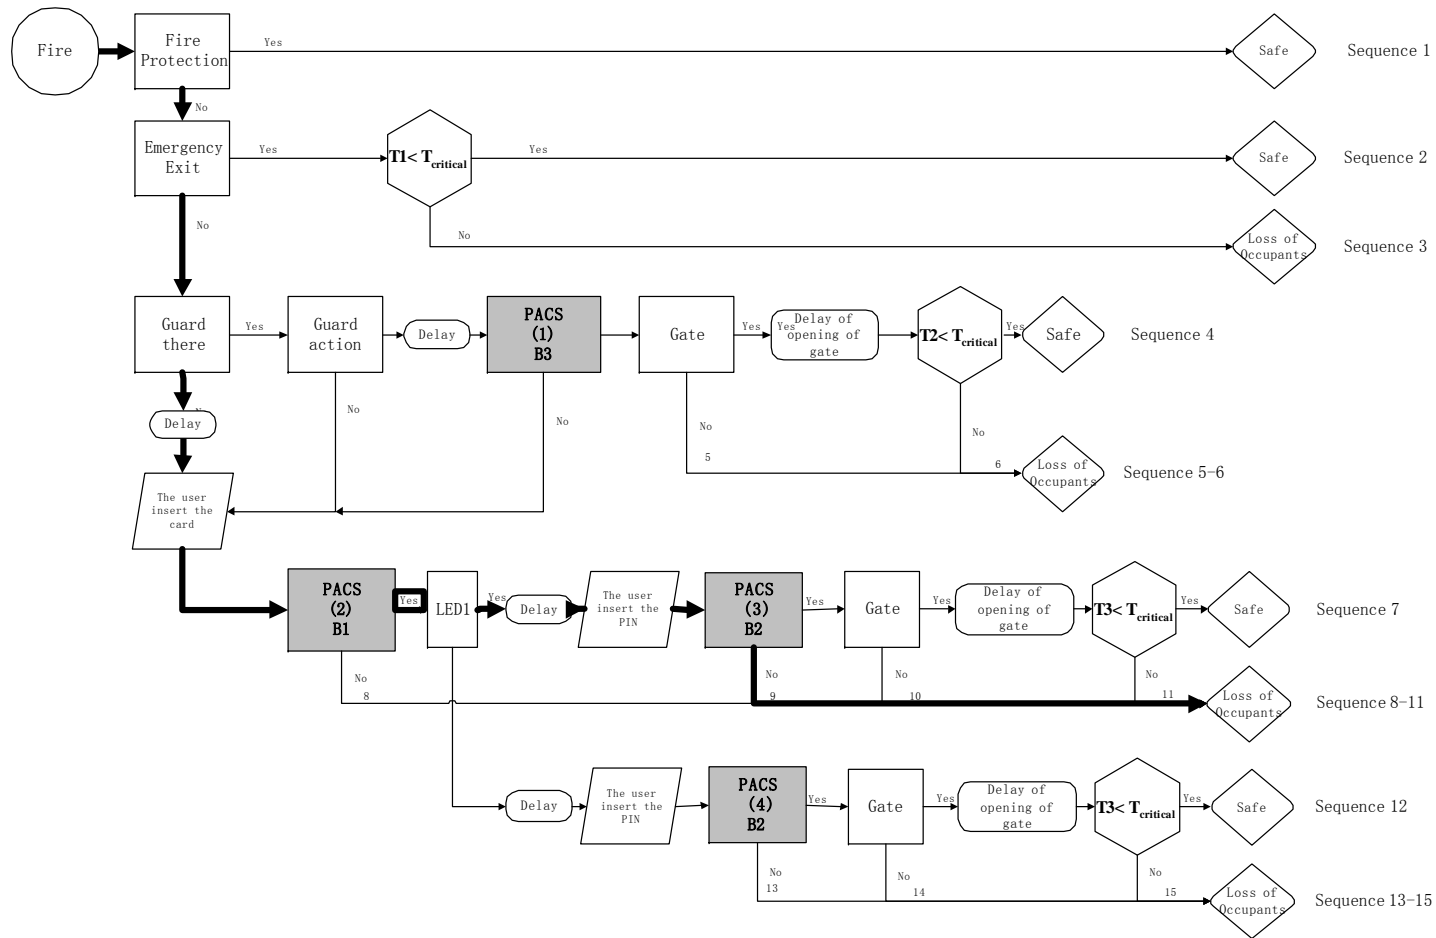 Fire
Fire
Protection
Yes
Safe
Sequence 1
No
Emergency
Exit
Yes
T1< Tcritical
Yes
Safe
Sequence 2
No
No
Loss of
Occupants
Sequence 3
Guard
there
Yes
Guard
action
Delay
PACS
(1)
B3
Gate
Yes
Yes
Delay of
opening of
gate
T2< Tcritical
Yes
Safe
Sequence 4
No
No
No
No
5
6
Loss of
Occupants
Sequence 5-6
Delay
The user
insert the
card
PACS
(2)
B1
Yes
LED1
Yes
Delay
The user
insert the
PIN
PACS
(3)
B2
Yes
Gate
Yes
Delay of
opening of
gate
T3< Tcritical
Yes
Safe
Sequence 7
No
8
No
9
No
10
No
11
Loss of
Occupants
Sequence 8-11
Delay
The user
insert the
PIN
PACS
(4)
B2
Yes
Gate
Yes
Delay of
opening of
gate
T3< Tcritical
Yes
Safe
Sequence 12
No
13
No
14
No
15
Loss of
Occupants
Sequence 13-15